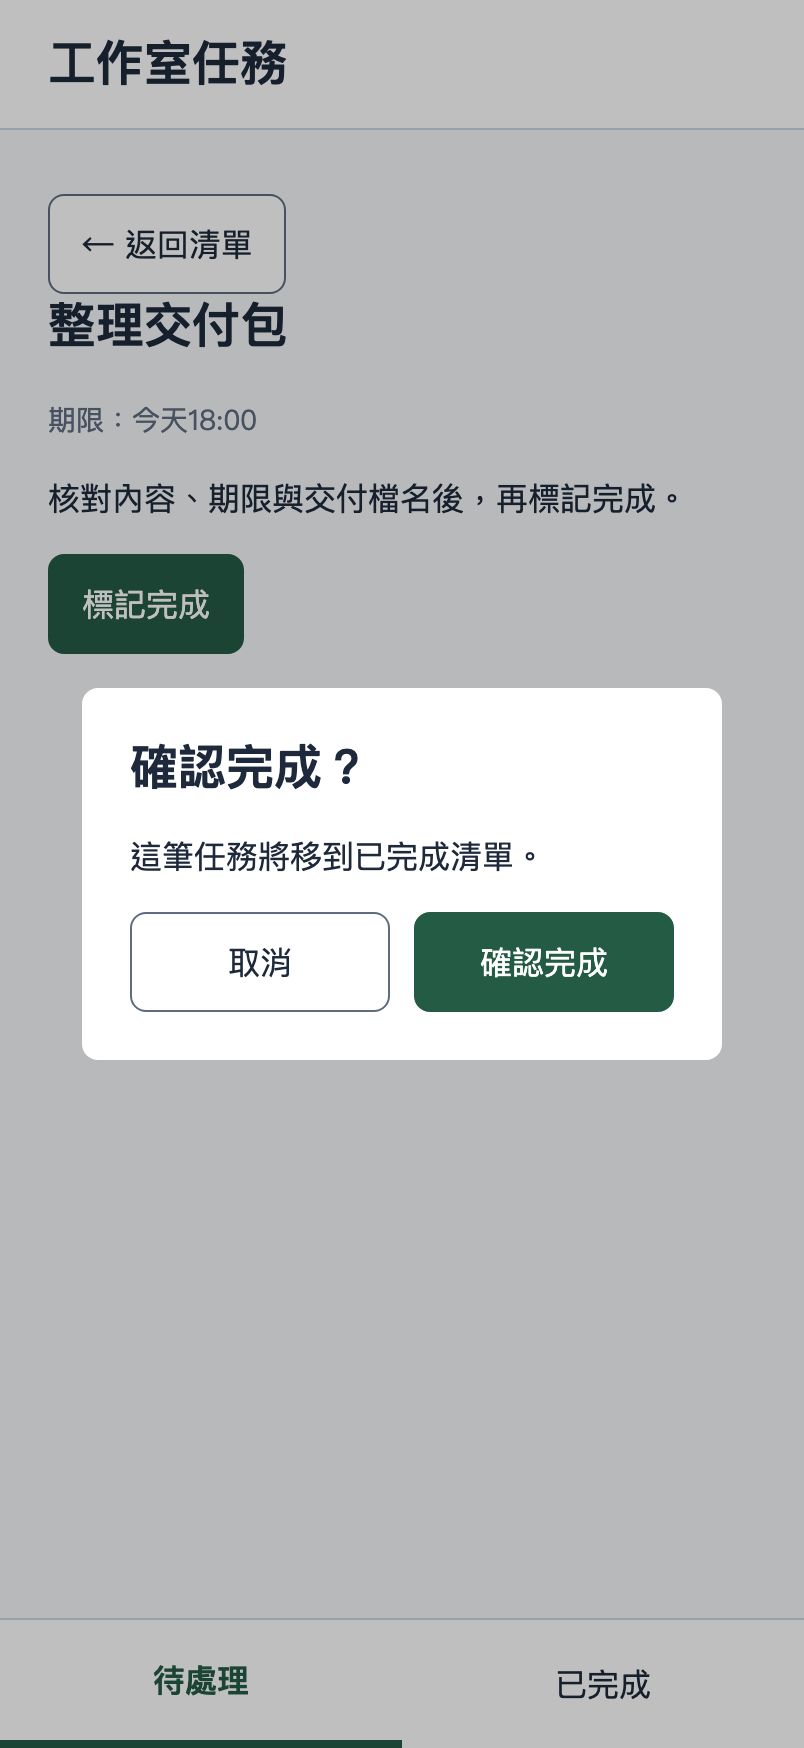 工作室任務
← 返回清單
整理交付包
期限：今天18:00
核對內容、期限與交付檔名後，再標記完成。
標記完成
確認完成？
這筆任務將移到已完成清單。
取消
確認完成
待處理
已完成